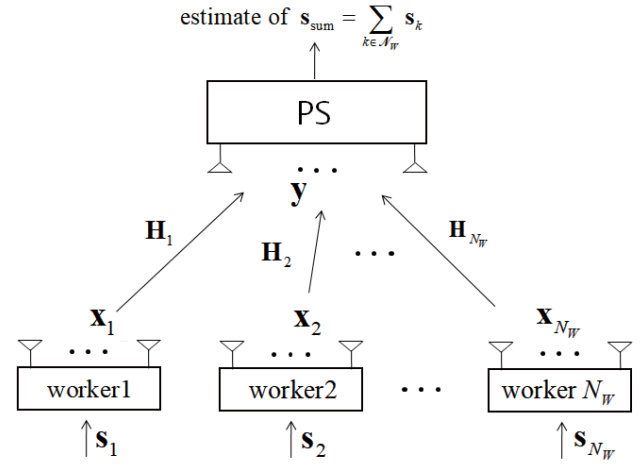 estimate of s_sum = ∑_{k∈𝒩_W} s_k
PS
• • •
y
H_1 H_2 • • • H_{N_W}
x_1 x_2 x_{N_W}
• • • • • • • • •
worker1 worker2 • • • worker N_W
s_1 s_2 s_{N_W}